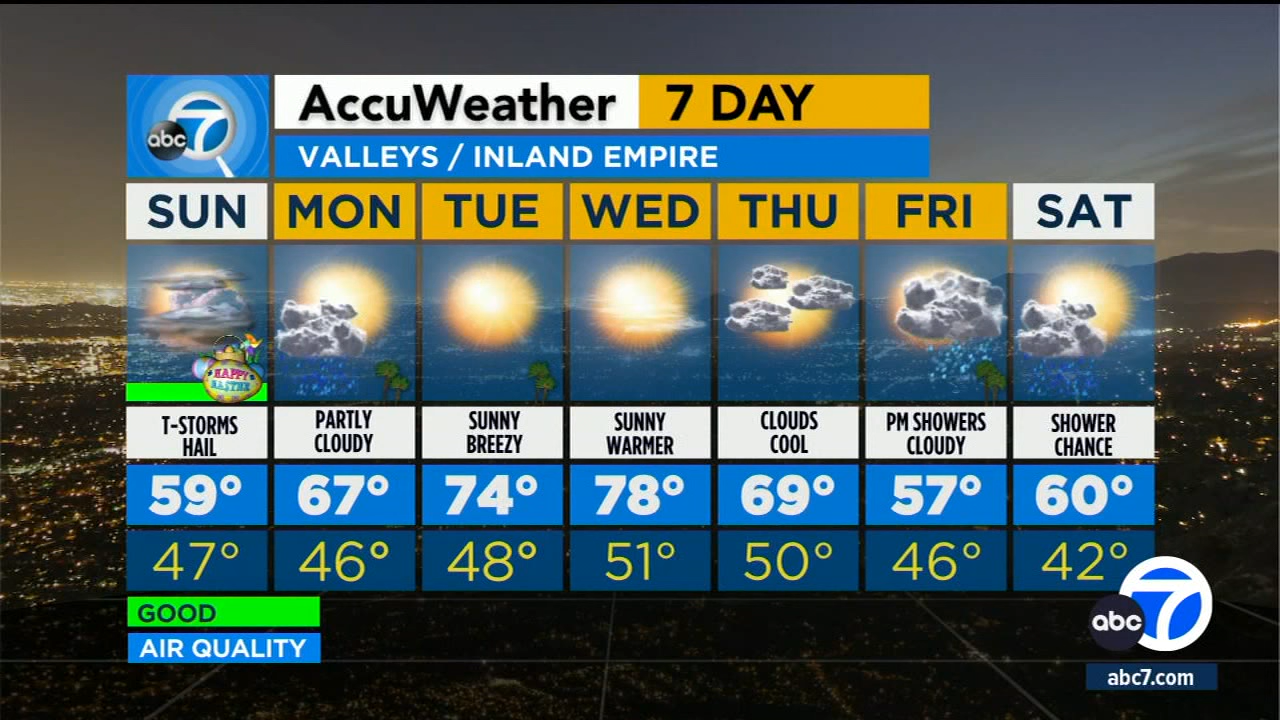 abc 7
AccuWeather 7 DAY
VALLEYS / INLAND EMPIRE
SUN MON TUE WED THU FRI SAT
HAPPY
EASTER
T-STORMS
HAIL
PARTLY
CLOUDY
SUNNY
BREEZY
SUNNY
WARMER
CLOUDS
COOL
PM SHOWERS
CLOUDY
SHOWER
CHANCE
59° 67° 74° 78° 69° 57° 60°
47° 46° 48° 51° 50° 46° 42°
GOOD
AIR QUALITY
abc 7
abc7.com